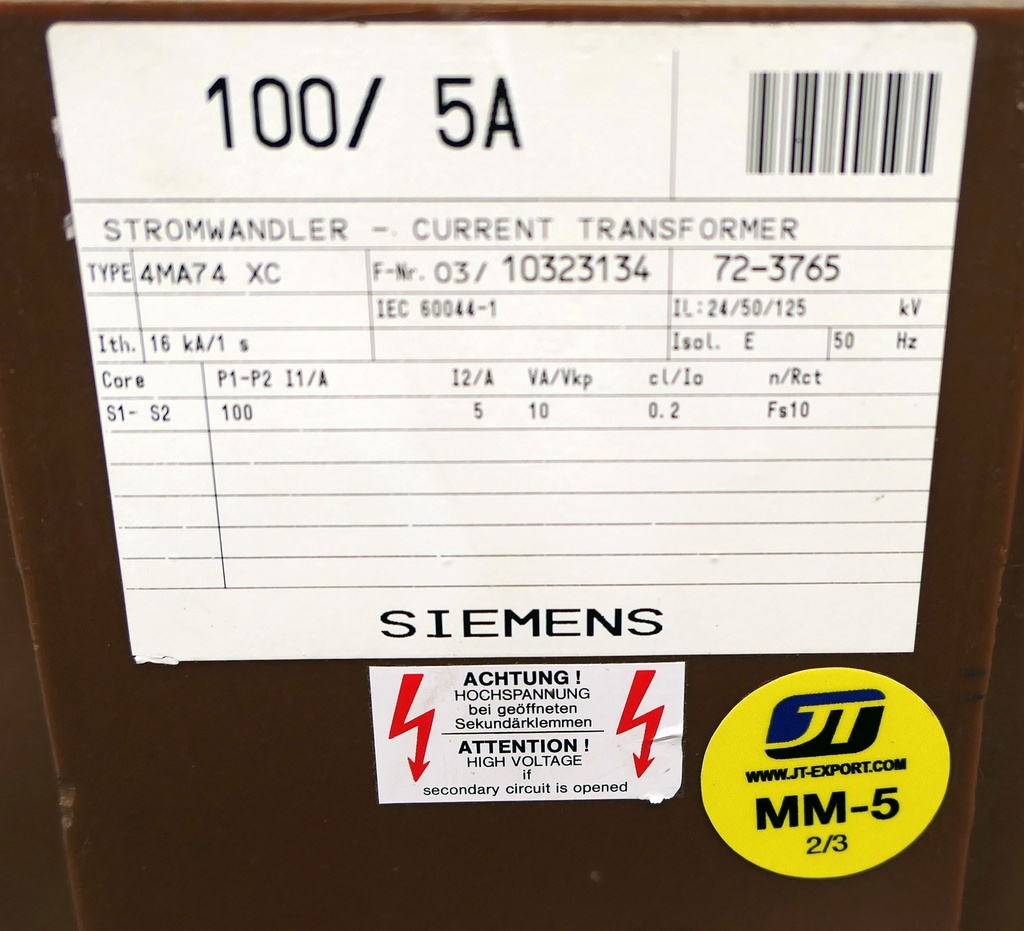 100/ 5A
STROMWANDLER - CURRENT TRANSFORMER
TYPE 4MA74 XC F-Nr. 03/ 10323134 72-3765
IEC 60044-1 IL:24/50/125 kV
Ith. 16 kA/1 s Isol. E 50 Hz
Core P1-P2 I1/A I2/A VA/Vkp cl/Io n/Rct
S1- S2 100 5 10 0.2 Fs10
SIEMENS
ACHTUNG !
HOCHSPANNUNG
bei geöffneten
Sekundärklemmen
ATTENTION !
HIGH VOLTAGE
if
secondary circuit is opened
JT
WWW.JT-EXPORT.COM
MM-5
2/3